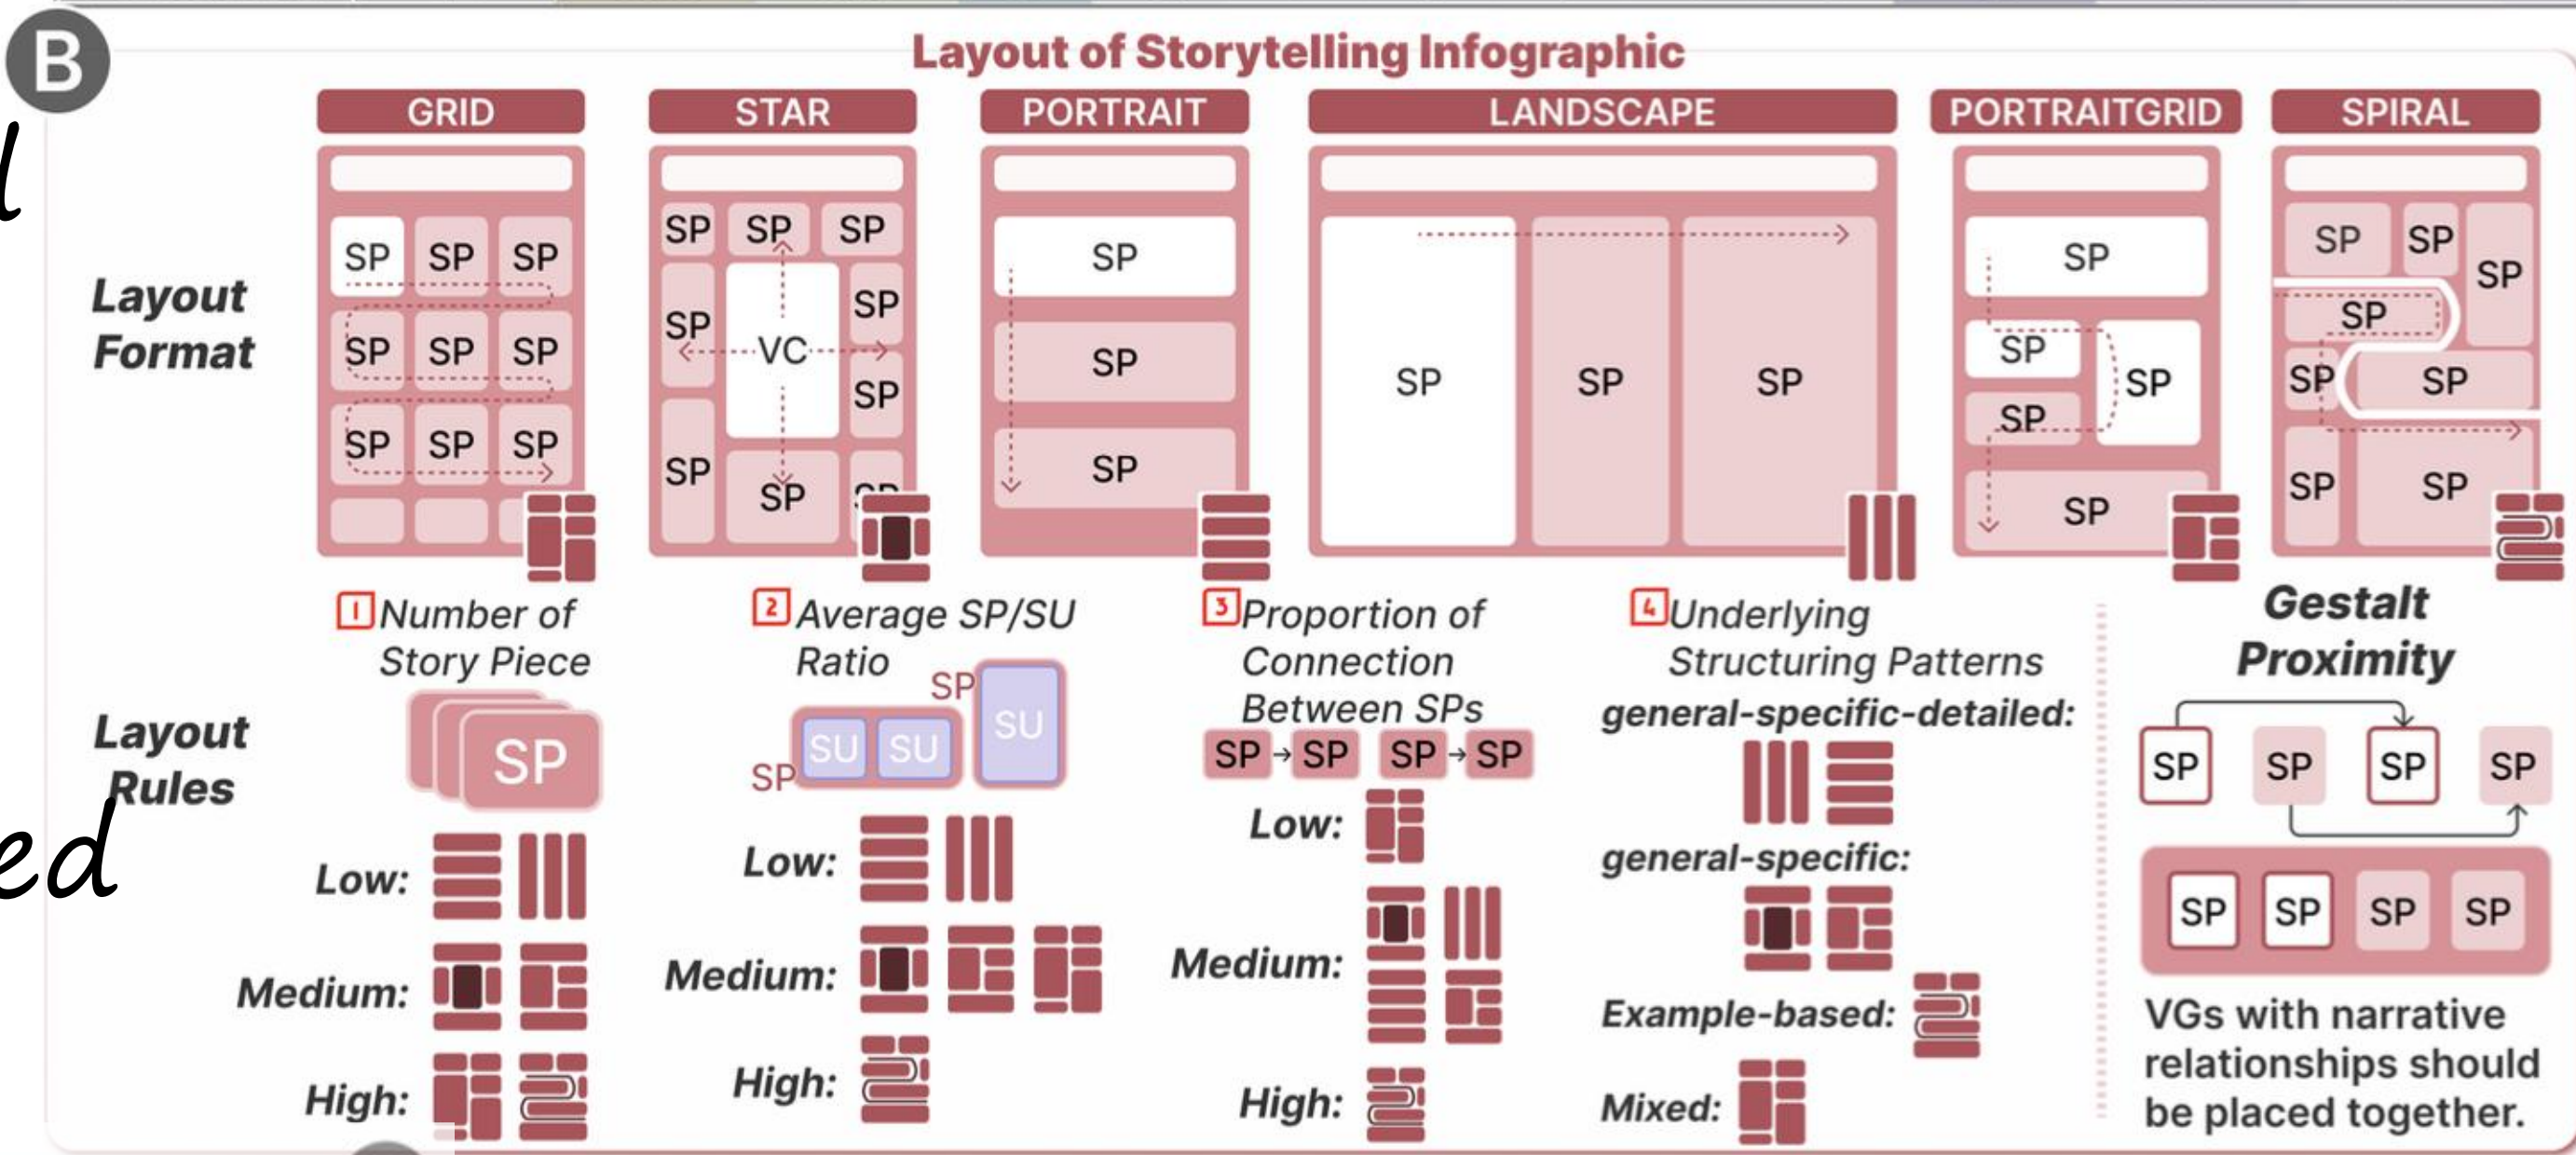 B
Layout of Storytelling Infographic
GRID
STAR
PORTRAIT
LANDSCAPE
PORTRAITGRID
SPIRAL
l
Layout
Format
SP SP SP
SP SP SP
SP SP SP
SP SP SP
SP VC SP
SP
SP SP
SP
SP
SP
SP SP SP
SP
SP
SP
SP
SP
SP SP SP
SP
SP SP
SP SP
1 Number of
Story Piece
2 Average SP/SU
Ratio
3 Proportion of
Connection
Between SPs
4 Underlying
Structuring Patterns
Gestalt
Proximity
Layout
Rules
ed
SP
Low:
Medium:
High:
SP
SU SU
SP
SU
Low:
Medium:
High:
SP → SP SP → SP
Low:
Medium:
High:
general-specific-detailed:
general-specific:
Example-based:
Mixed:
SP SP SP SP
SP SP SP SP
VGs with narrative
relationships should
be placed together.